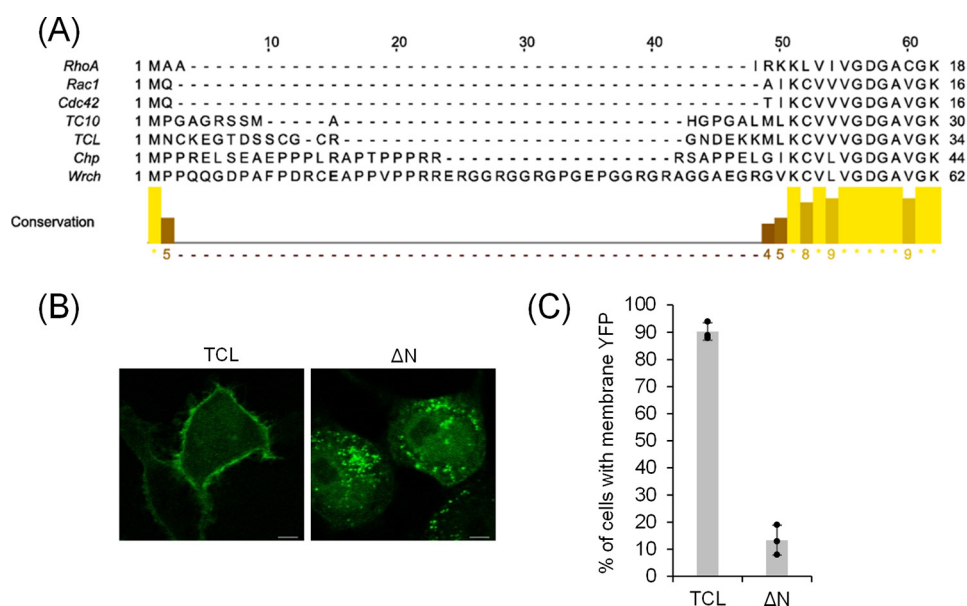 (A)
10 20 30 40 50 60
RhoA 1 MAA--------------------------------------------IRKKLVIVGDGACGK 18
Rac1 1 MQ----------------------------------------------AIKCVVVGDGAVGK 16
Cdc42 1 MQ----------------------------------------------TIKCVVVGDGAVGK 16
TC10 1 MPGAGRSSM-----A---------------------------HGPGALMLKCVVVGDGAVGK 30
TCL 1 MNCKEGTDSSCG-CR---------------------------GNDEKKMLKCVVVGDGAVGK 34
Chp 1 MPPRELSEAEPPPLRAPTPPPRR------------------RSAPPELGIKCVLVGDGAVGK 44
Wrch 1 MPPQQGDPAFPDRCEAPPVPPRRERGGRGGRGPGEPGGRGRAGGAEGRGVKCVLVGDGAVGK 62
Conservation
*5----------------------------------------------45*8*9*****9**
(B)
TCL ΔN
(C)
% of cells with membrane YFP
100
90
80
70
60
50
40
30
20
10
0
TCL ΔN